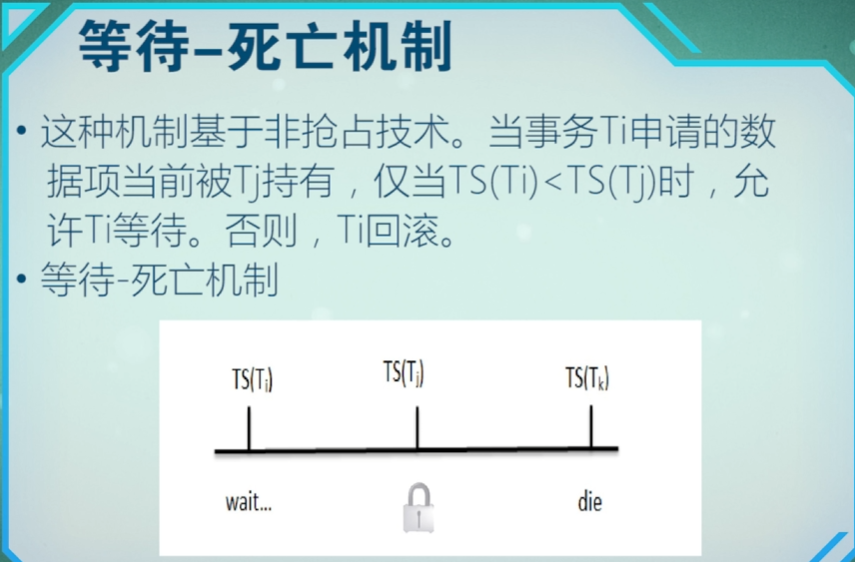 等待–死亡机制
• 这种机制基于非抢占技术。当事务Ti申请的数
据项当前被Tj持有，仅当TS(Ti)<TS(Tj)时，允
许Ti等待。否则，Ti回滚。
• 等待-死亡机制
TS(Ti) TS(Tj) TS(Tk)
wait... die